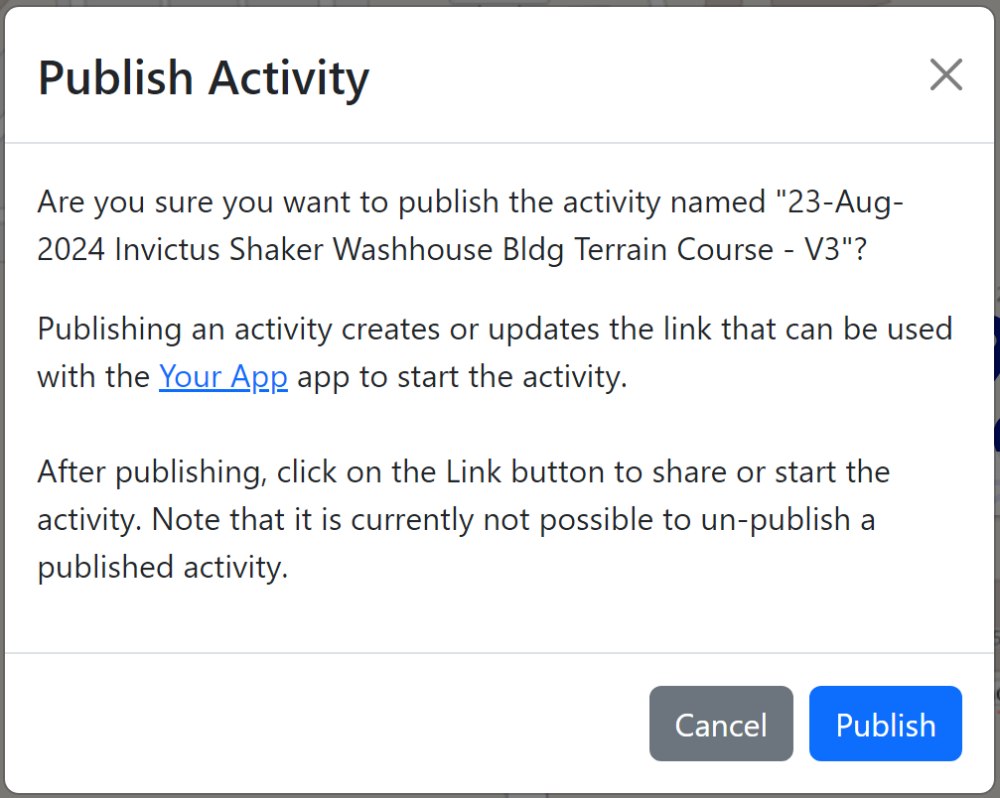 Publish Activity
Are you sure you want to publish the activity named "23-Aug-
2024 Invictus Shaker Washhouse Bldg Terrain Course - V3"?
Publishing an activity creates or updates the link that can be used
with the Your App app to start the activity.
After publishing, click on the Link button to share or start the
activity. Note that it is currently not possible to un-publish a
published activity.
Cancel Publish